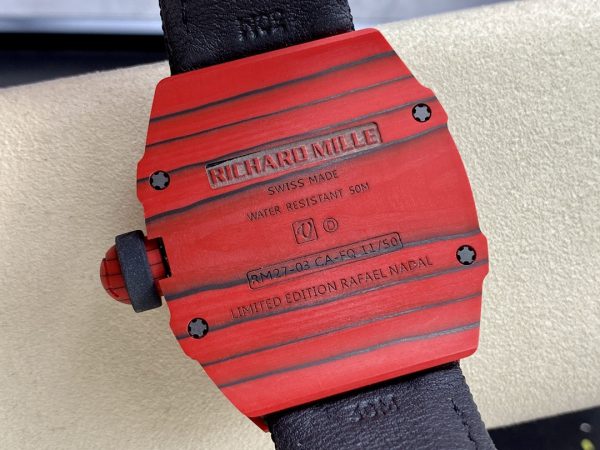 RICHARD MILLE
SWISS MADE
WATER RESISTANT 50M
RM27-03 CA-FQ 11/50
LIMITED EDITION RAFAEL NADAL